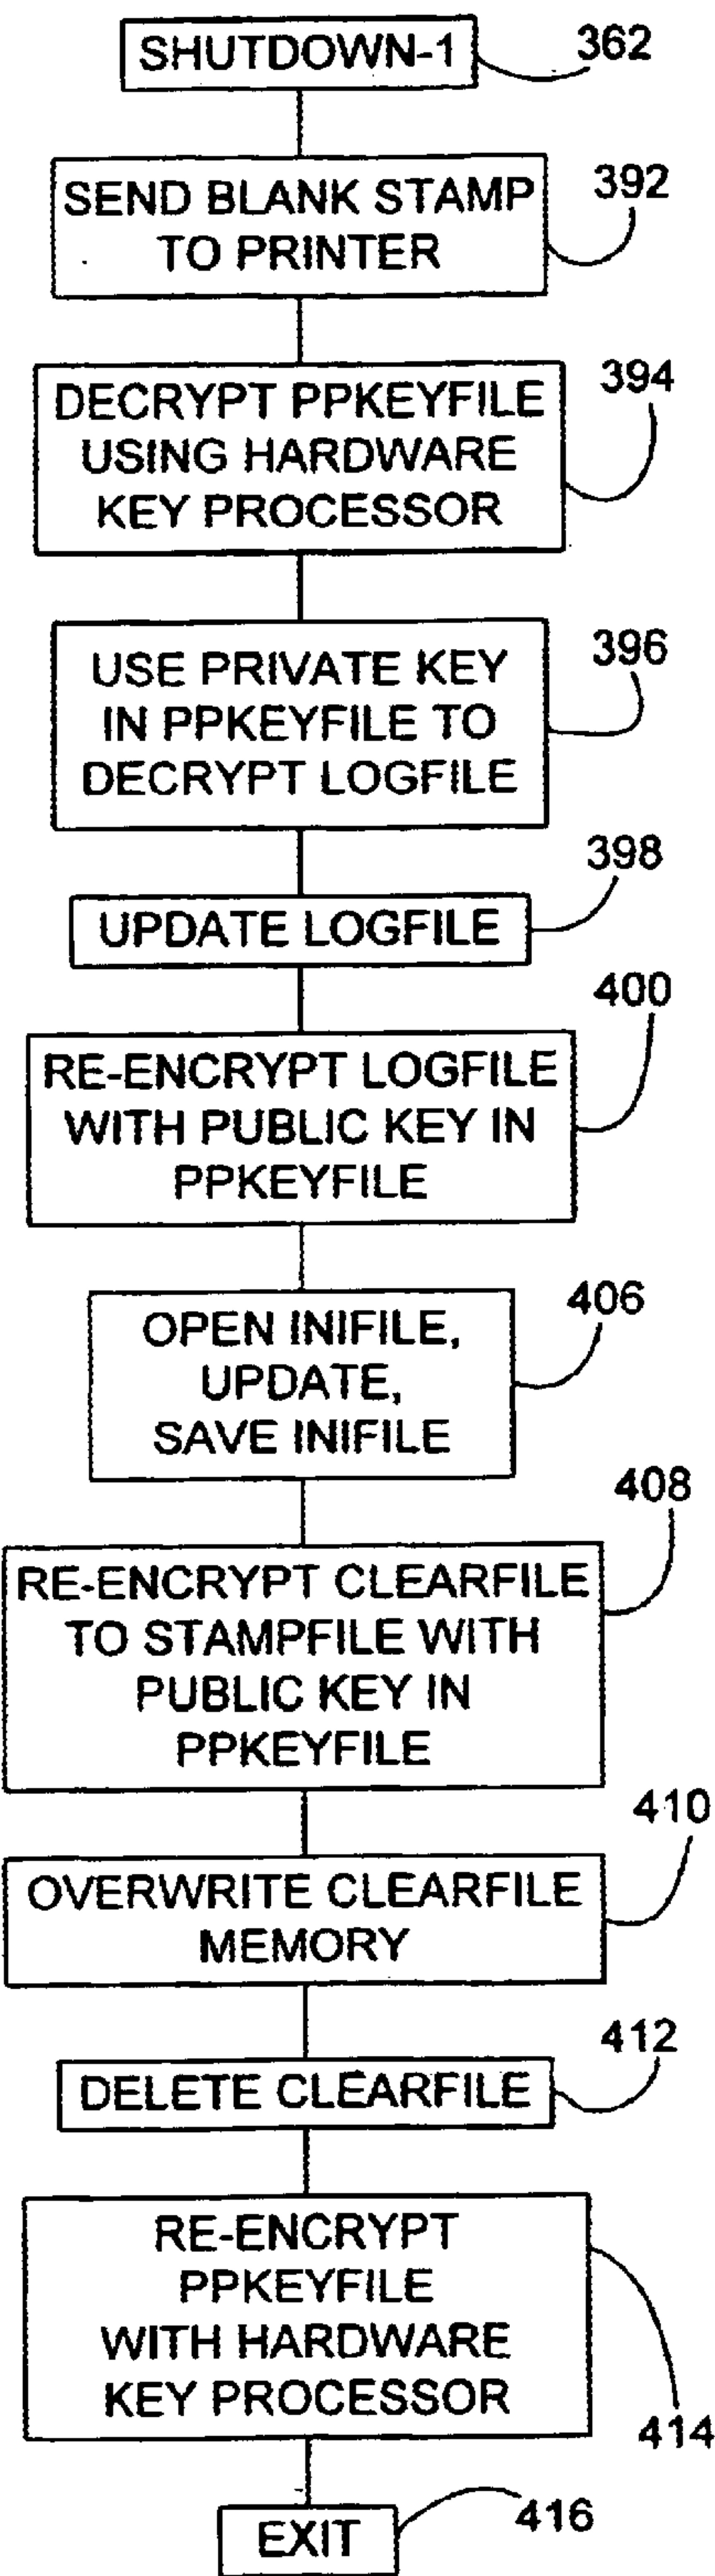 SHUTDOWN-1
362
SEND BLANK STAMP
TO PRINTER
392
DECRYPT PPKEYFILE
USING HARDWARE
KEY PROCESSOR
394
USE PRIVATE KEY
IN PPKEYFILE TO
DECRYPT LOGFILE
396
UPDATE LOGFILE
398
RE-ENCRYPT LOGFILE
WITH PUBLIC KEY IN
PPKEYFILE
400
OPEN INIFILE,
UPDATE,
SAVE INIFILE
406
RE-ENCRYPT CLEARFILE
TO STAMPFILE WITH
PUBLIC KEY IN
PPKEYFILE
408
OVERWRITE CLEARFILE
MEMORY
410
DELETE CLEARFILE
412
RE-ENCRYPT
PPKEYFILE
WITH HARDWARE
KEY PROCESSOR
414
EXIT
416